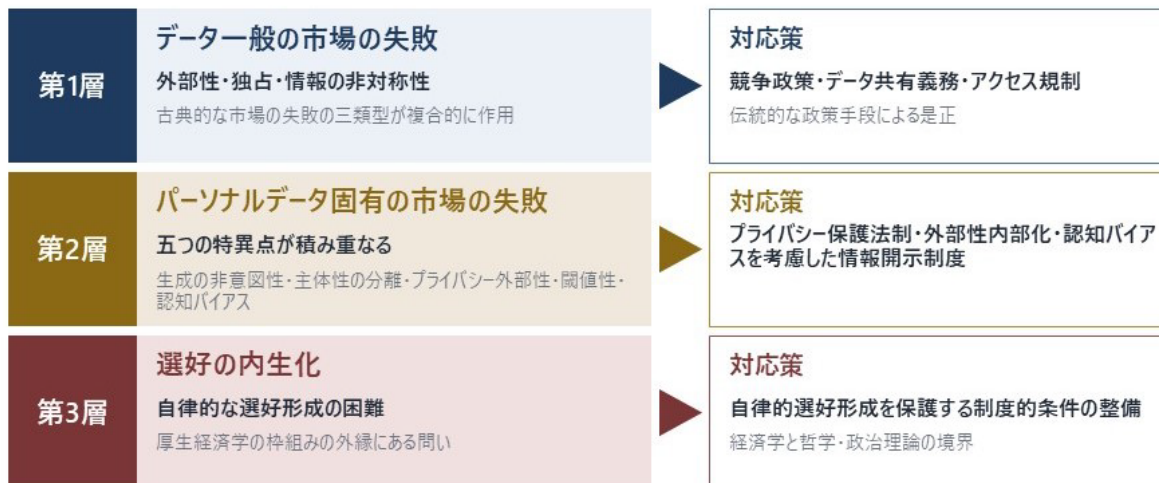 第1層
データ一般の市場の失敗
外部性・独占・情報の非対称性
古典的な市場の失敗の三類型が複合的に作用
対応策
競争政策・データ共有義務・アクセス規制
伝統的な政策手段による是正
第2層
パーソナルデータ固有の市場の失敗
五つの特異点が積み重なる
生成の非意図性・主体性の分離・プライバシー外部性・閾値性・
認知バイアス
対応策
プライバシー保護法制・外部性内部化・認知バイア
スを考慮した情報開示制度
第3層
選好の内生化
自律的な選好形成の困難
厚生経済学の枠組みの外縁にある問い
対応策
自律的選好形成を保護する制度的条件の整備
経済学と哲学・政治理論の境界